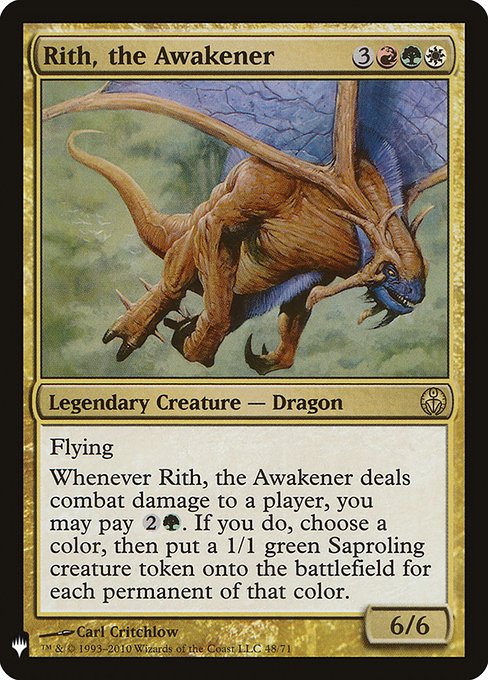 Rith, the Awakener 3
Legendary Creature — Dragon
Flying
Whenever Rith, the Awakener deals
combat damage to a player, you
may pay 2. If you do, choose a
color, then put a 1/1 green Saproling
creature token onto the battlefield for
each permanent of that color.
6/6
Carl Critchlow
™ & © 1993–2010 Wizards of the Coast LLC 48/71